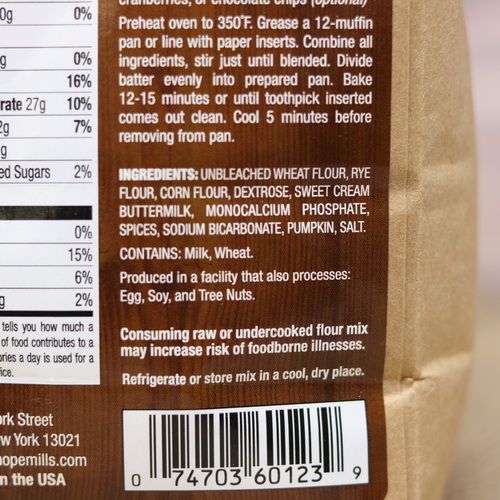 0g 0%
cranberries, or chocolate chips (optional)
Preheat oven to 350°F. Grease a 12-muffin
pan or line with paper inserts. Combine all
ingredients, stir just until blended. Divide
batter evenly into prepared pan. Bake
12-15 minutes or until toothpick inserted
comes out clean. Cool 5 minutes before
removing from pan.
g 0%
16%
rate 27g 10%
2g 7%
g
ed Sugars 2%
0%
15%
6%
g 2%
tells you how much a
of food contributes to a
ories a day is used for a
ice.
INGREDIENTS: UNBLEACHED WHEAT FLOUR, RYE
FLOUR, CORN FLOUR, DEXTROSE, SWEET CREAM
BUTTERMILK, MONOCALCIUM PHOSPHATE,
SPICES, SODIUM BICARBONATE, PUMPKIN, SALT.
CONTAINS: Milk, Wheat.
Produced in a facility that also processes:
Egg, Soy, and Tree Nuts.
Consuming raw or undercooked flour mix
may increase risk of foodborne illnesses.
Refrigerate or store mix in a cool, dry place.
ork Street
ew York 13021
hopemills.com
n the USA
0 74703 60123 9